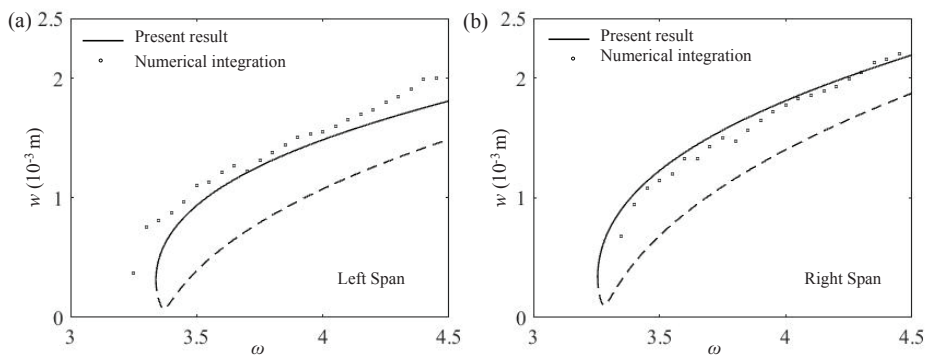 (a)
2.5
2
1
0
w (10⁻³ m)
Present result
Numerical integration
Left Span
3
3.5
4
4.5
ω
(b)
2.5
2
1
0
w (10⁻³ m)
Present result
Numerical integration
Right Span
3
3.5
4
4.5
ω